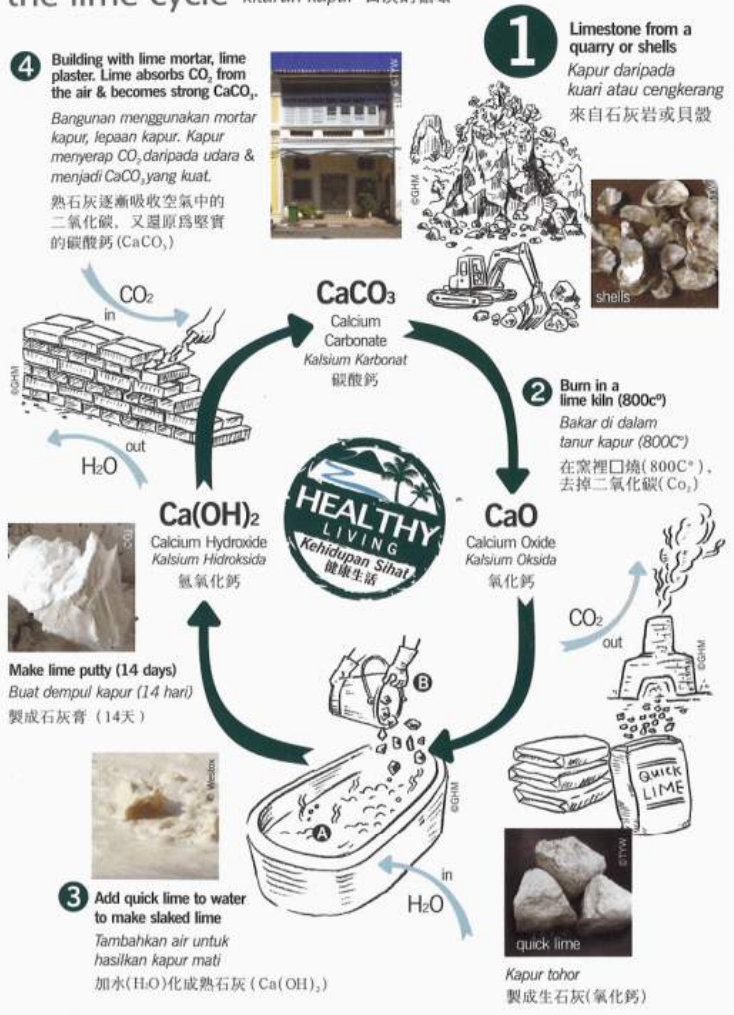 the lime cycle
4
Building with lime mortar, lime
plaster. Lime absorbs CO2 from
the air & becomes strong CaCO3.
Bangunan menggunakan mortar
kapur, lepaan kapur. Kapur
menyerap CO2 daripada udara &
menjadi CaCO3 yang kuat.
熟石灰逐漸吸收空氣中的
二氧化碳，又還原爲堅實
的碳酸鈣(CaCO3)
©TYW
1
Limestone from a
quarry or shells
Kapur daripada
kuari atau cengkerang
來自石灰岩或貝殼
©GHM
shells
CO2
in
©GHM
out
H2O
CaCO3
Calcium
Carbonate
Kalsium Karbonat
碳酸鈣
2
Burn in a
lime kiln (800c°)
Bakar di dalam
tanur kapur (800C°)
在窯裡口燒(800C°)，
去掉二氧化碳(Co2)
Ca(OH)2
Calcium Hydroxide
Kalsium Hidroksida
氫氧化鈣
HEALTHY
LIVING
Kehidupan Sihat
健康生活
CaO
Calcium Oxide
Kalsium Oksida
氧化鈣
CO2
out
©GHM
QUICK
LIME
Make lime putty (14 days)
Buat dempul kapur (14 hari)
製成石灰膏（14天）
B
A
©GHM
in
H2O
© Westox
3
Add quick lime to water
to make slaked lime
Tambahkan air untuk
hasilkan kapur mati
加水(H2O)化成熟石灰(Ca(OH)2)
©TYW
quick lime
Kapur tohor
製成生石灰(氧化鈣)